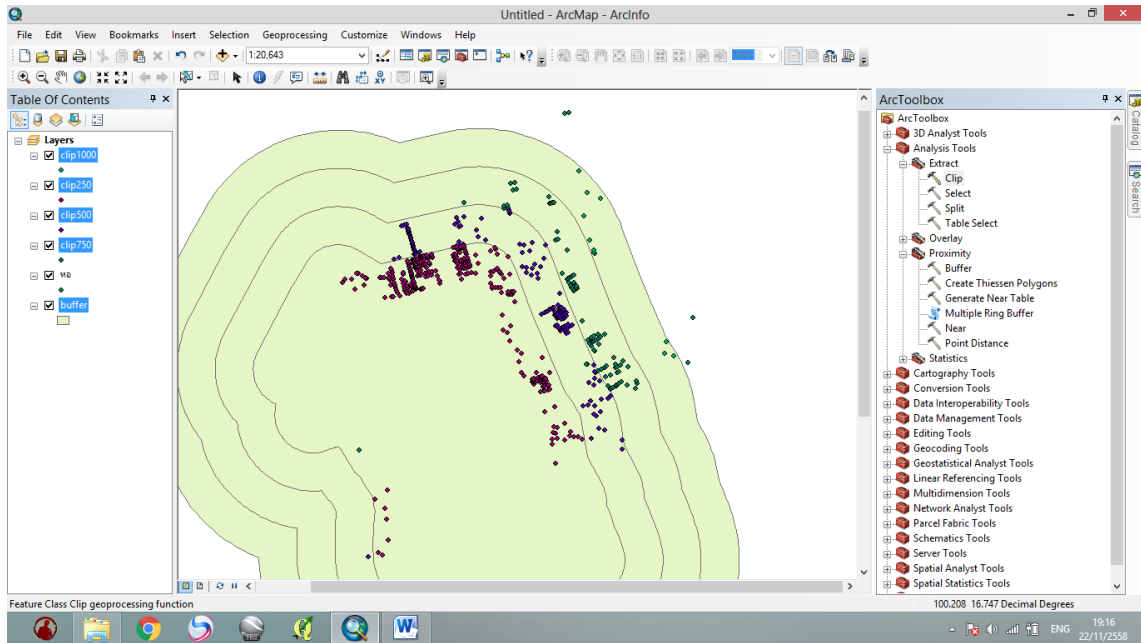 Untitled - ArcMap - ArcInfo
File Edit View Bookmarks Insert Selection Geoprocessing Customize Windows Help
1:20,643
100%
Table Of Contents
Layers
clip1000
clip250
clip500
clip750
หอ
buffer
ArcToolbox
ArcToolbox
3D Analyst Tools
Analysis Tools
Extract
Clip
Select
Split
Table Select
Overlay
Proximity
Buffer
Create Thiessen Polygons
Generate Near Table
Multiple Ring Buffer
Near
Point Distance
Statistics
Cartography Tools
Conversion Tools
Data Interoperability Tools
Data Management Tools
Editing Tools
Geocoding Tools
Geostatistical Analyst Tools
Linear Referencing Tools
Multidimension Tools
Network Analyst Tools
Parcel Fabric Tools
Schematics Tools
Server Tools
Spatial Analyst Tools
Spatial Statistics Tools
Catalog
Search
Feature Class Clip geoprocessing function
100.208 16.747 Decimal Degrees
ENG
19:16
22/11/2558